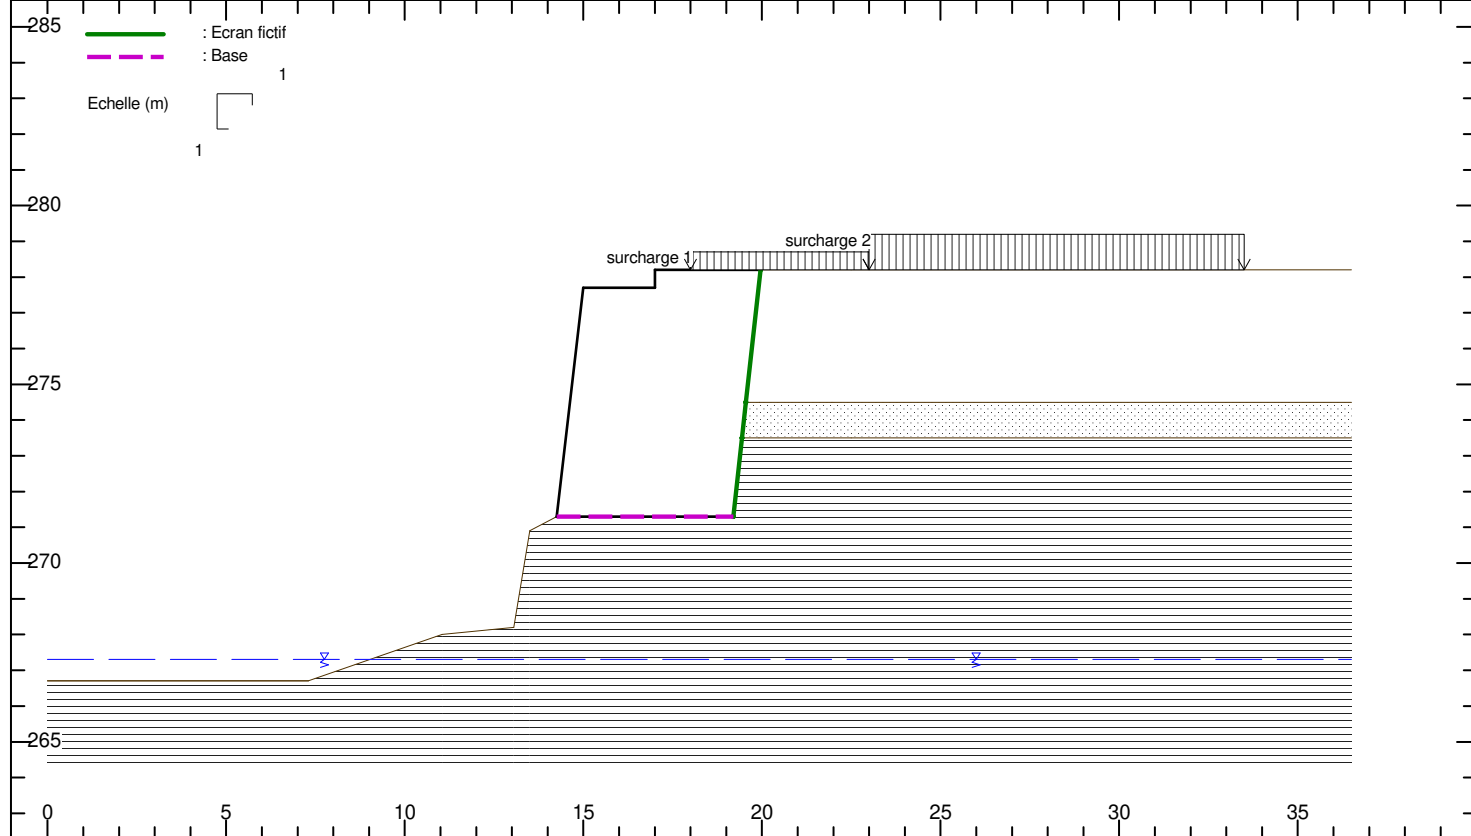 285
: Ecran fictif
: Base
1
Echelle (m)
1
280
surcharge 2
surcharge 1
275
270
265
0 5 10 15 20 25 30 35